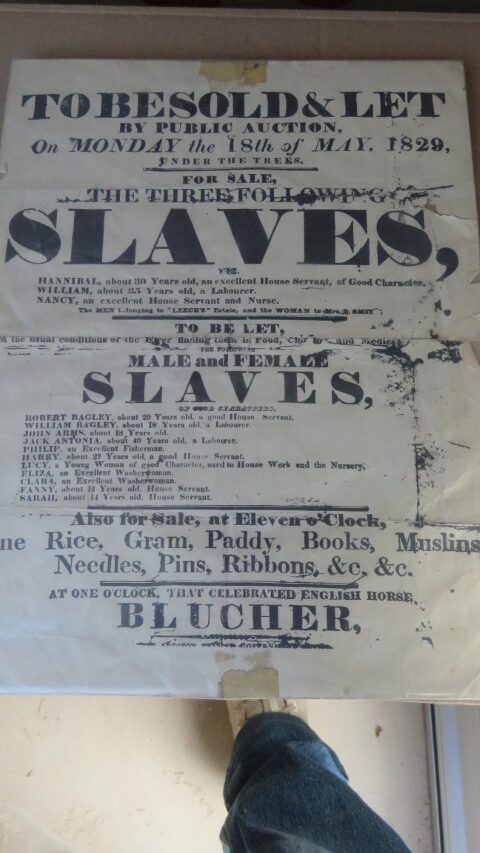 TO BE SOLD & LET
BY PUBLIC AUCTION,
On MONDAY the 18th of MAY. 1829,
UNDER THE TREES.
FOR SALE,
THE THREE FOLLOWING
SLAVES,
VIZ.
HANNIBAL, about 30 Years old, an excellent House Servant, of Good Character.
WILLIAM, about 35 Years old, a Labourer.
NANCY, an excellent House Servant and Nurse.
The MEN belonging to "LEECH'S" Estate, and the WOMAN to Mrs. D. SMIT
TO BE LET,
the usual conditions of the Hirer finding them in Food, and
THE FOLLOWING
MALE and FEMALE
SLAVES,
OF GOOD CHARACTERS.
ROBERT BAGLEY, about 20 Years old, a good House Servant.
WILLIAM BAGLEY, about 18 Years old, a Labourer.
JOHN ARMS, about 18 Years old.
JACK ANTONIA, about 40 Years old, a Labourer.
PHILIP, an Excellent Fisherman.
HARRY, about 27 Years old, a good House Servant.
LUCY, a Young Woman of good Character, used to House Work and the Nursery.
ELIZA, an Excellent Washerwoman.
CLARA, an Excellent Washerwoman.
FANNY, about 14 Years old, House Servant.
SARAH, about 14 Years old, House Servant.
Also for Sale, at Eleven o'Clock,
ne Rice, Gram, Paddy, Books, Muslins
Needles, Pins, Ribbons, &c. &c.
AT ONE O'CLOCK, THAT CELEBRATED ENGLISH HORSE,
BLUCHER,